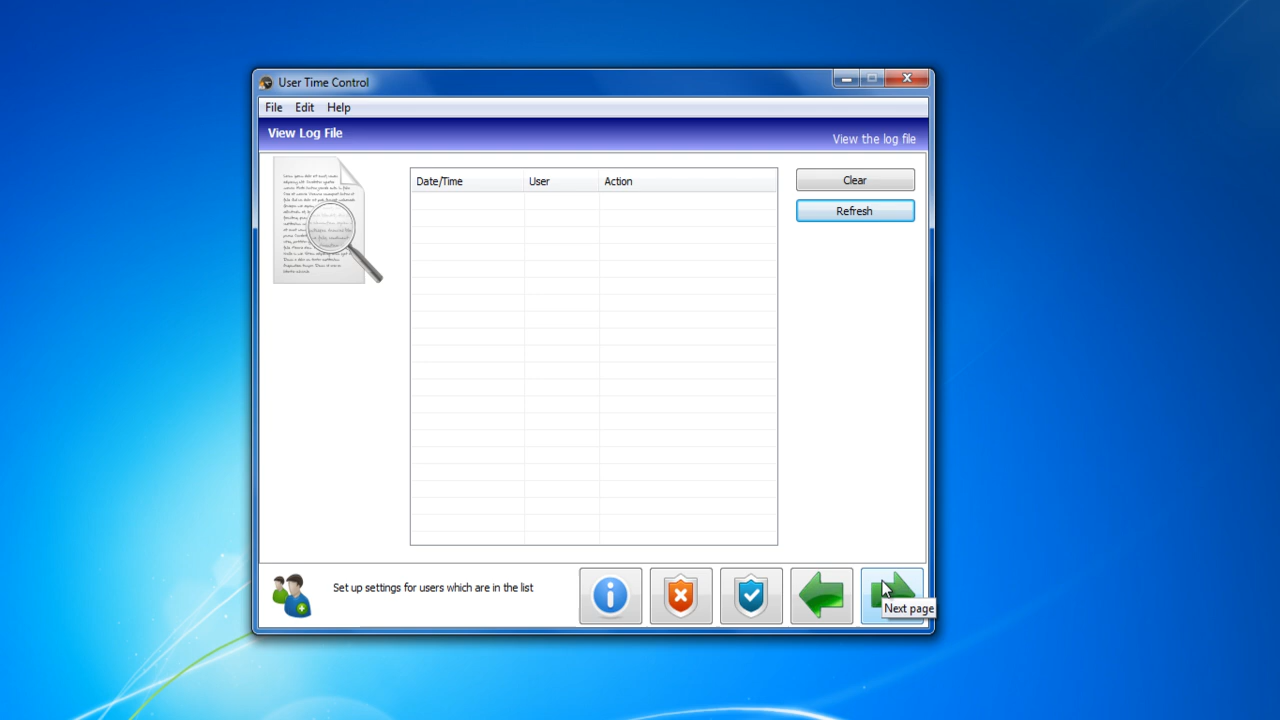 User Time Control
File Edit Help
View Log File
View the log file
Date/Time User Action
Clear
Refresh
Set up settings for users which are in the list
Next page